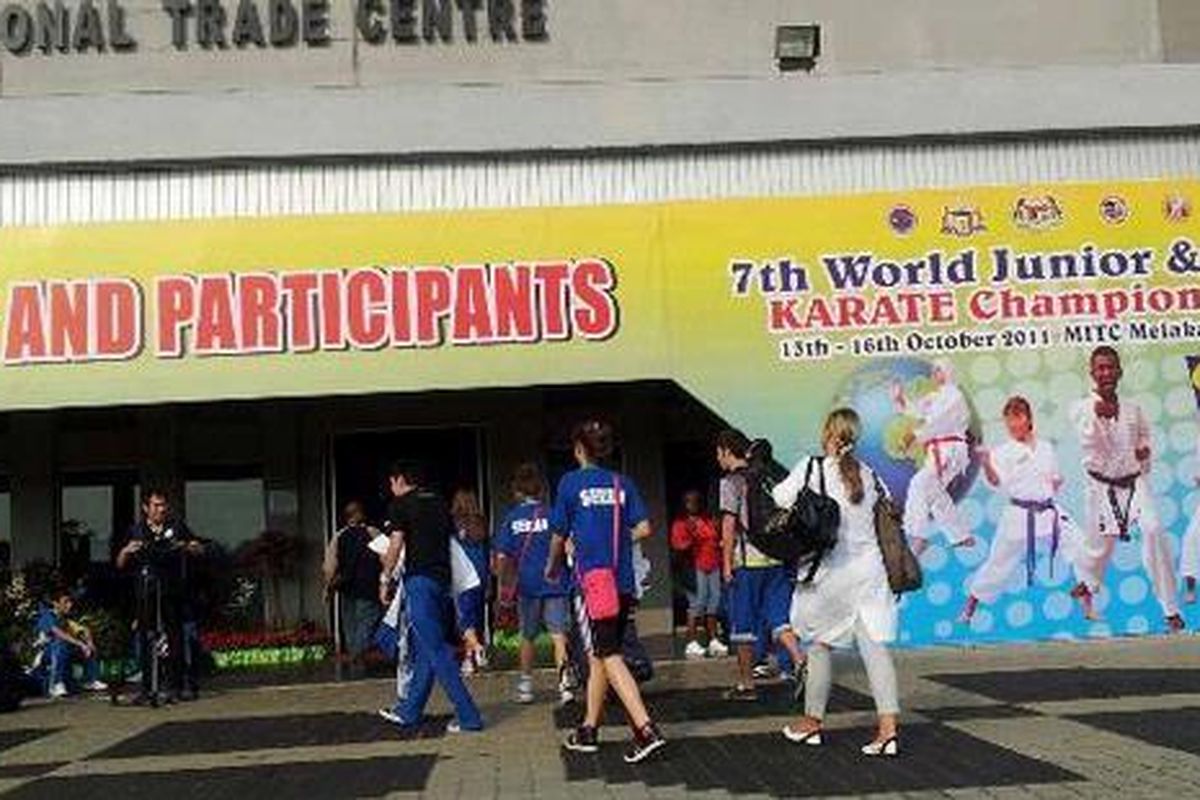 ONAL TRADE CENTRE
AND PARTICIPANTS
7th World Junior &
KARATE Champion
13th - 16th October 2011 MITC Melaka